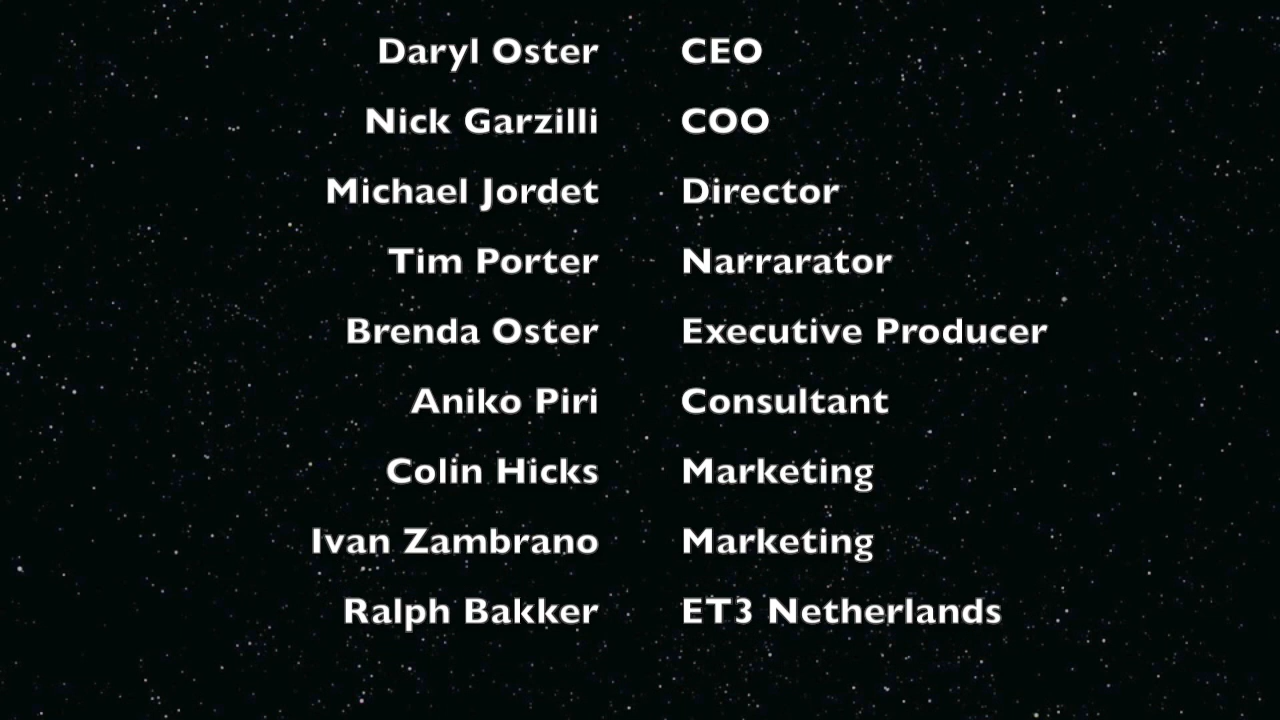 Daryl Oster CEO
Nick Garzilli COO
Michael Jordet Director
Tim Porter Narrarator
Brenda Oster Executive Producer
Aniko Piri Consultant
Colin Hicks Marketing
Ivan Zambrano Marketing
Ralph Bakker ET3 Netherlands